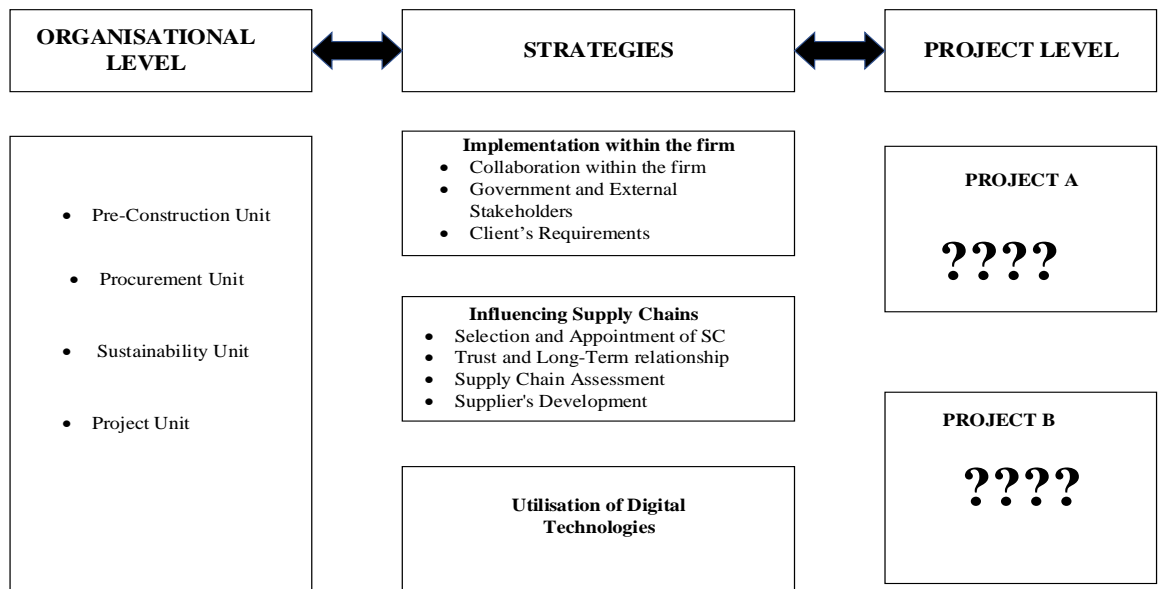 ORGANISATIONAL
LEVEL
STRATEGIES
PROJECT LEVEL
• Pre-Construction Unit
• Procurement Unit
• Sustainability Unit
• Project Unit
Implementation within the firm
• Collaboration within the firm
• Government and External
Stakeholders
• Client’s Requirements
Influencing Supply Chains
• Selection and Appointment of SC
• Trust and Long-Term relationship
• Supply Chain Assessment
• Supplier's Development
Utilisation of Digital
Technologies
PROJECT A
????
PROJECT B
????